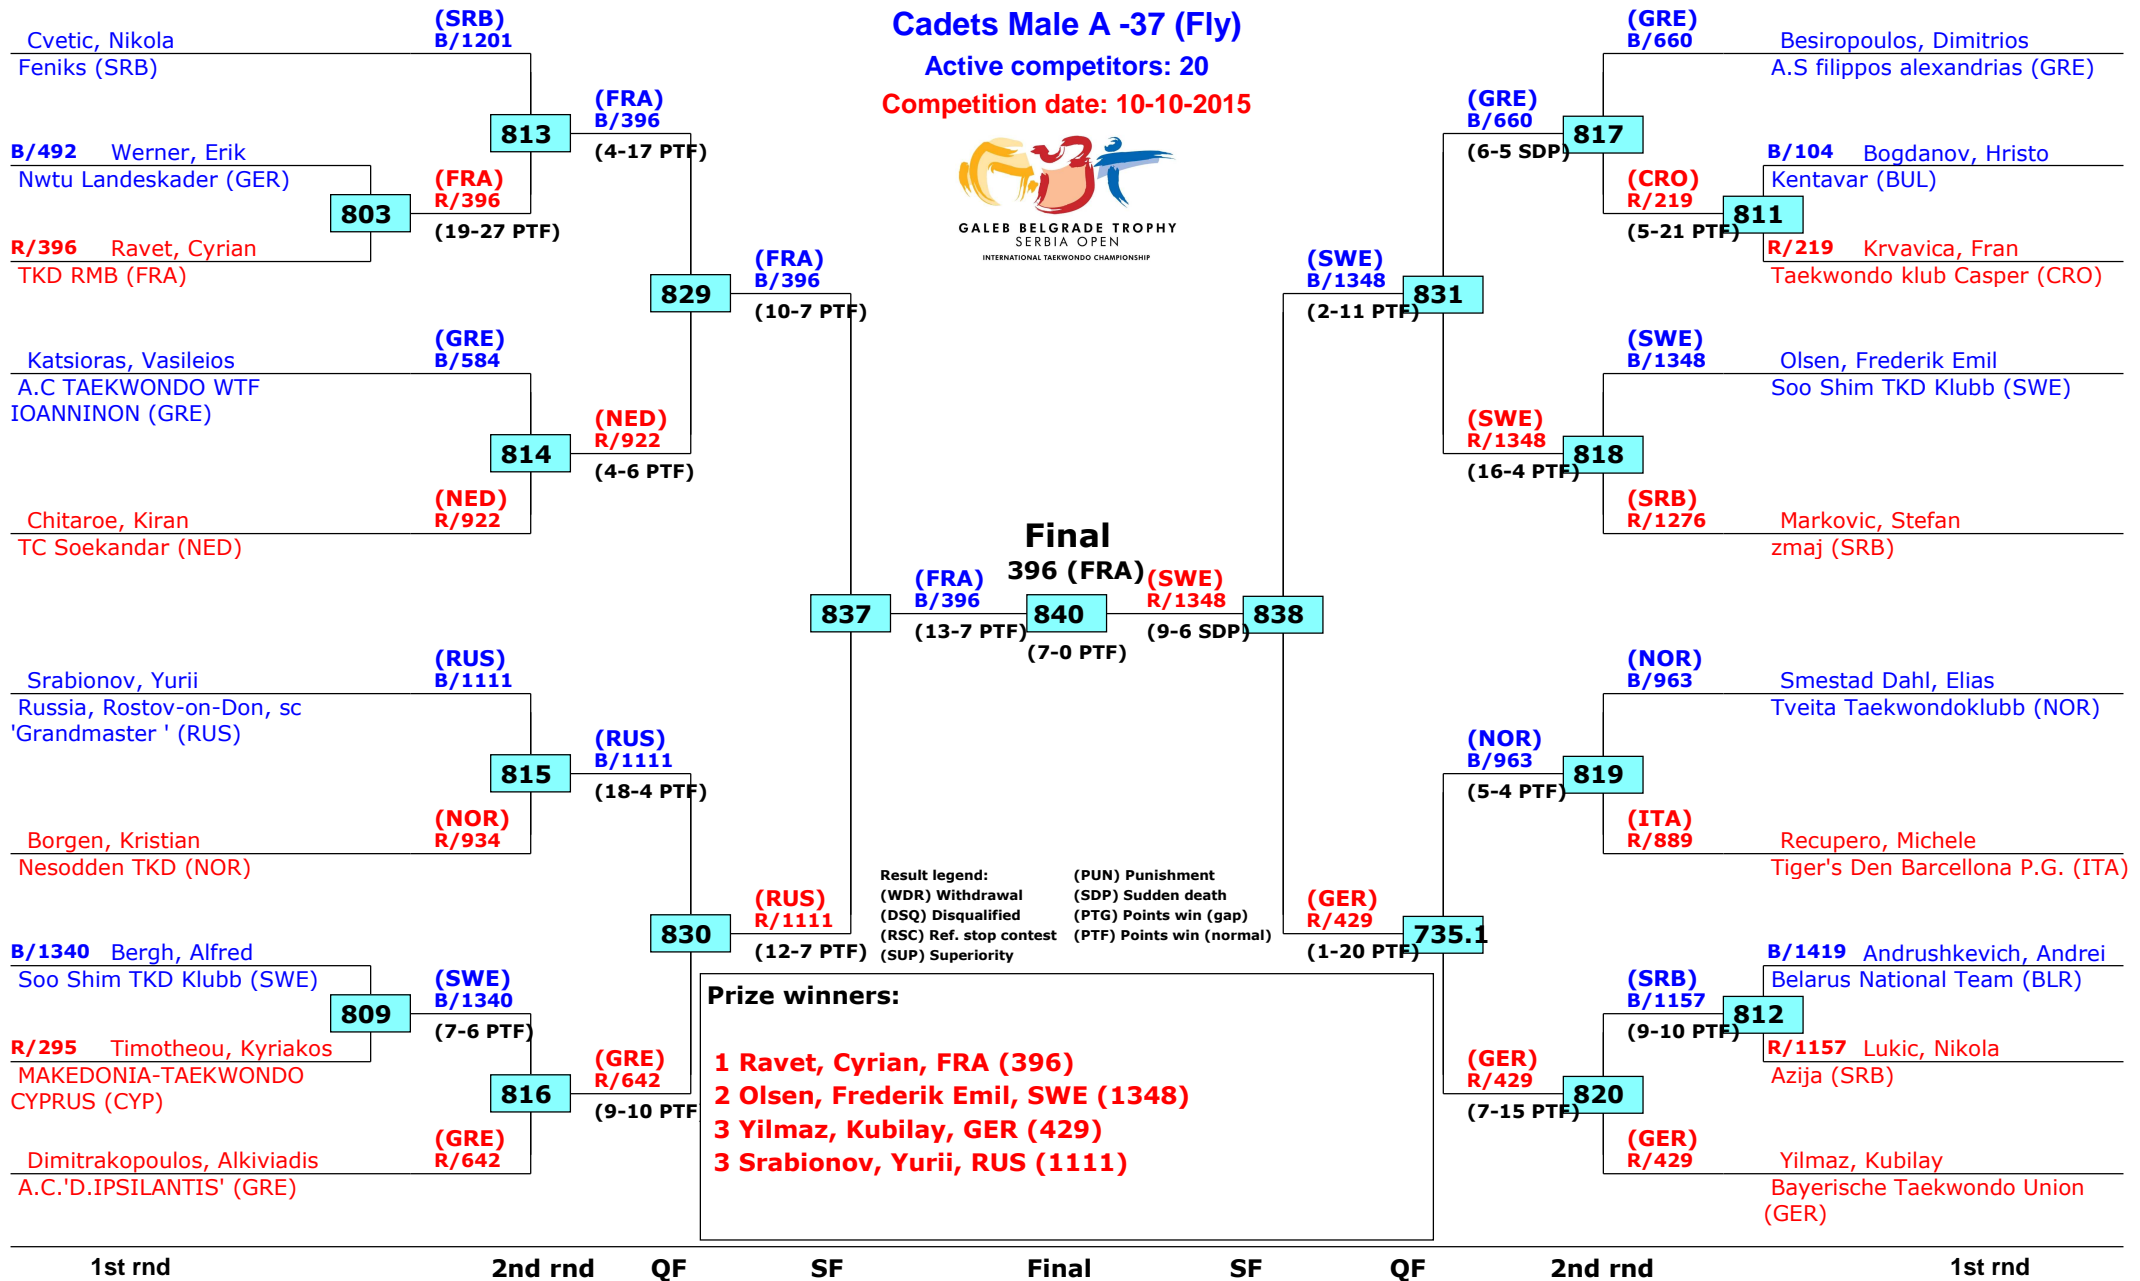 Cadets Male A -37 (Fly)
Active competitors: 20
Competition date: 10-10-2015
GALEB BELGRADE TROPHY
SERBIA OPEN
INTERNATIONAL TAEKWONDO CHAMPIONSHIP
Cvetic, Nikola
Feniks (SRB)
(SRB)
B/1201
B/492 Werner, Erik
Nwtu Landeskader (GER)
R/396 Ravet, Cyrian
TKD RMB (FRA)
803
(FRA)
R/396
(19-27 PTF)
813
(FRA)
B/396
(4-17 PTF)
Katsioras, Vasileios
A.C TAEKWONDO WTF
IOANNINON (GRE)
(GRE)
B/584
Chitaroe, Kiran
TC Soekandar (NED)
(NED)
R/922
814
(NED)
R/922
(4-6 PTF)
829
(FRA)
B/396
(10-7 PTF)
Srabionov, Yurii
Russia, Rostov-on-Don, sc
'Grandmaster ' (RUS)
(RUS)
B/1111
Borgen, Kristian
Nesodden TKD (NOR)
(NOR)
R/934
815
(RUS)
B/1111
(18-4 PTF)
B/1340 Bergh, Alfred
Soo Shim TKD Klubb (SWE)
R/295 Timotheou, Kyriakos
MAKEDONIA-TAEKWONDO
CYPRUS (CYP)
809
(SWE)
B/1340
(7-6 PTF)
Dimitrakopoulos, Alkiviadis
A.C.'D.IPSILANTIS' (GRE)
(GRE)
R/642
816
(GRE)
R/642
(9-10 PTF
830
(RUS)
R/1111
(12-7 PTF)
837
(FRA)
B/396
(13-7 PTF)
Final
396 (FRA)
840
(7-0 PTF)
(SWE)
R/1348
(9-6 SDP)
838
(SWE)
B/1348
(2-11 PTF)
831
(GRE)
B/660
(6-5 SDP)
817
(GRE)
B/660
Besiropoulos, Dimitrios
A.S filippos alexandrias (GRE)
B/104 Bogdanov, Hristo
Kentavar (BUL)
(CRO)
R/219
(5-21 PTF)
811
R/219 Krvavica, Fran
Taekwondo klub Casper (CRO)
(SWE)
R/1348
(16-4 PTF)
818
(SWE)
B/1348
Olsen, Frederik Emil
Soo Shim TKD Klubb (SWE)
(SRB)
R/1276
Markovic, Stefan
zmaj (SRB)
(GER)
R/429
(1-20 PTF)
735.1
(NOR)
B/963
(5-4 PTF)
819
(NOR)
B/963
Smestad Dahl, Elias
Tveita Taekwondoklubb (NOR)
(ITA)
R/889
Recupero, Michele
Tiger's Den Barcellona P.G. (ITA)
(GER)
R/429
(7-15 PTF)
820
(SRB)
B/1157
(9-10 PTF)
812
B/1419 Andrushkevich, Andrei
Belarus National Team (BLR)
R/1157 Lukic, Nikola
Azija (SRB)
(GER)
R/429
Yilmaz, Kubilay
Bayerische Taekwondo Union
(GER)
Result legend:
(WDR) Withdrawal
(DSQ) Disqualified
(RSC) Ref. stop contest
(SUP) Superiority
(PUN) Punishment
(SDP) Sudden death
(PTG) Points win (gap)
(PTF) Points win (normal)
Prize winners:
1 Ravet, Cyrian, FRA (396)
2 Olsen, Frederik Emil, SWE (1348)
3 Yilmaz, Kubilay, GER (429)
3 Srabionov, Yurii, RUS (1111)
1st rnd 2nd rnd QF SF Final SF QF 2nd rnd 1st rnd